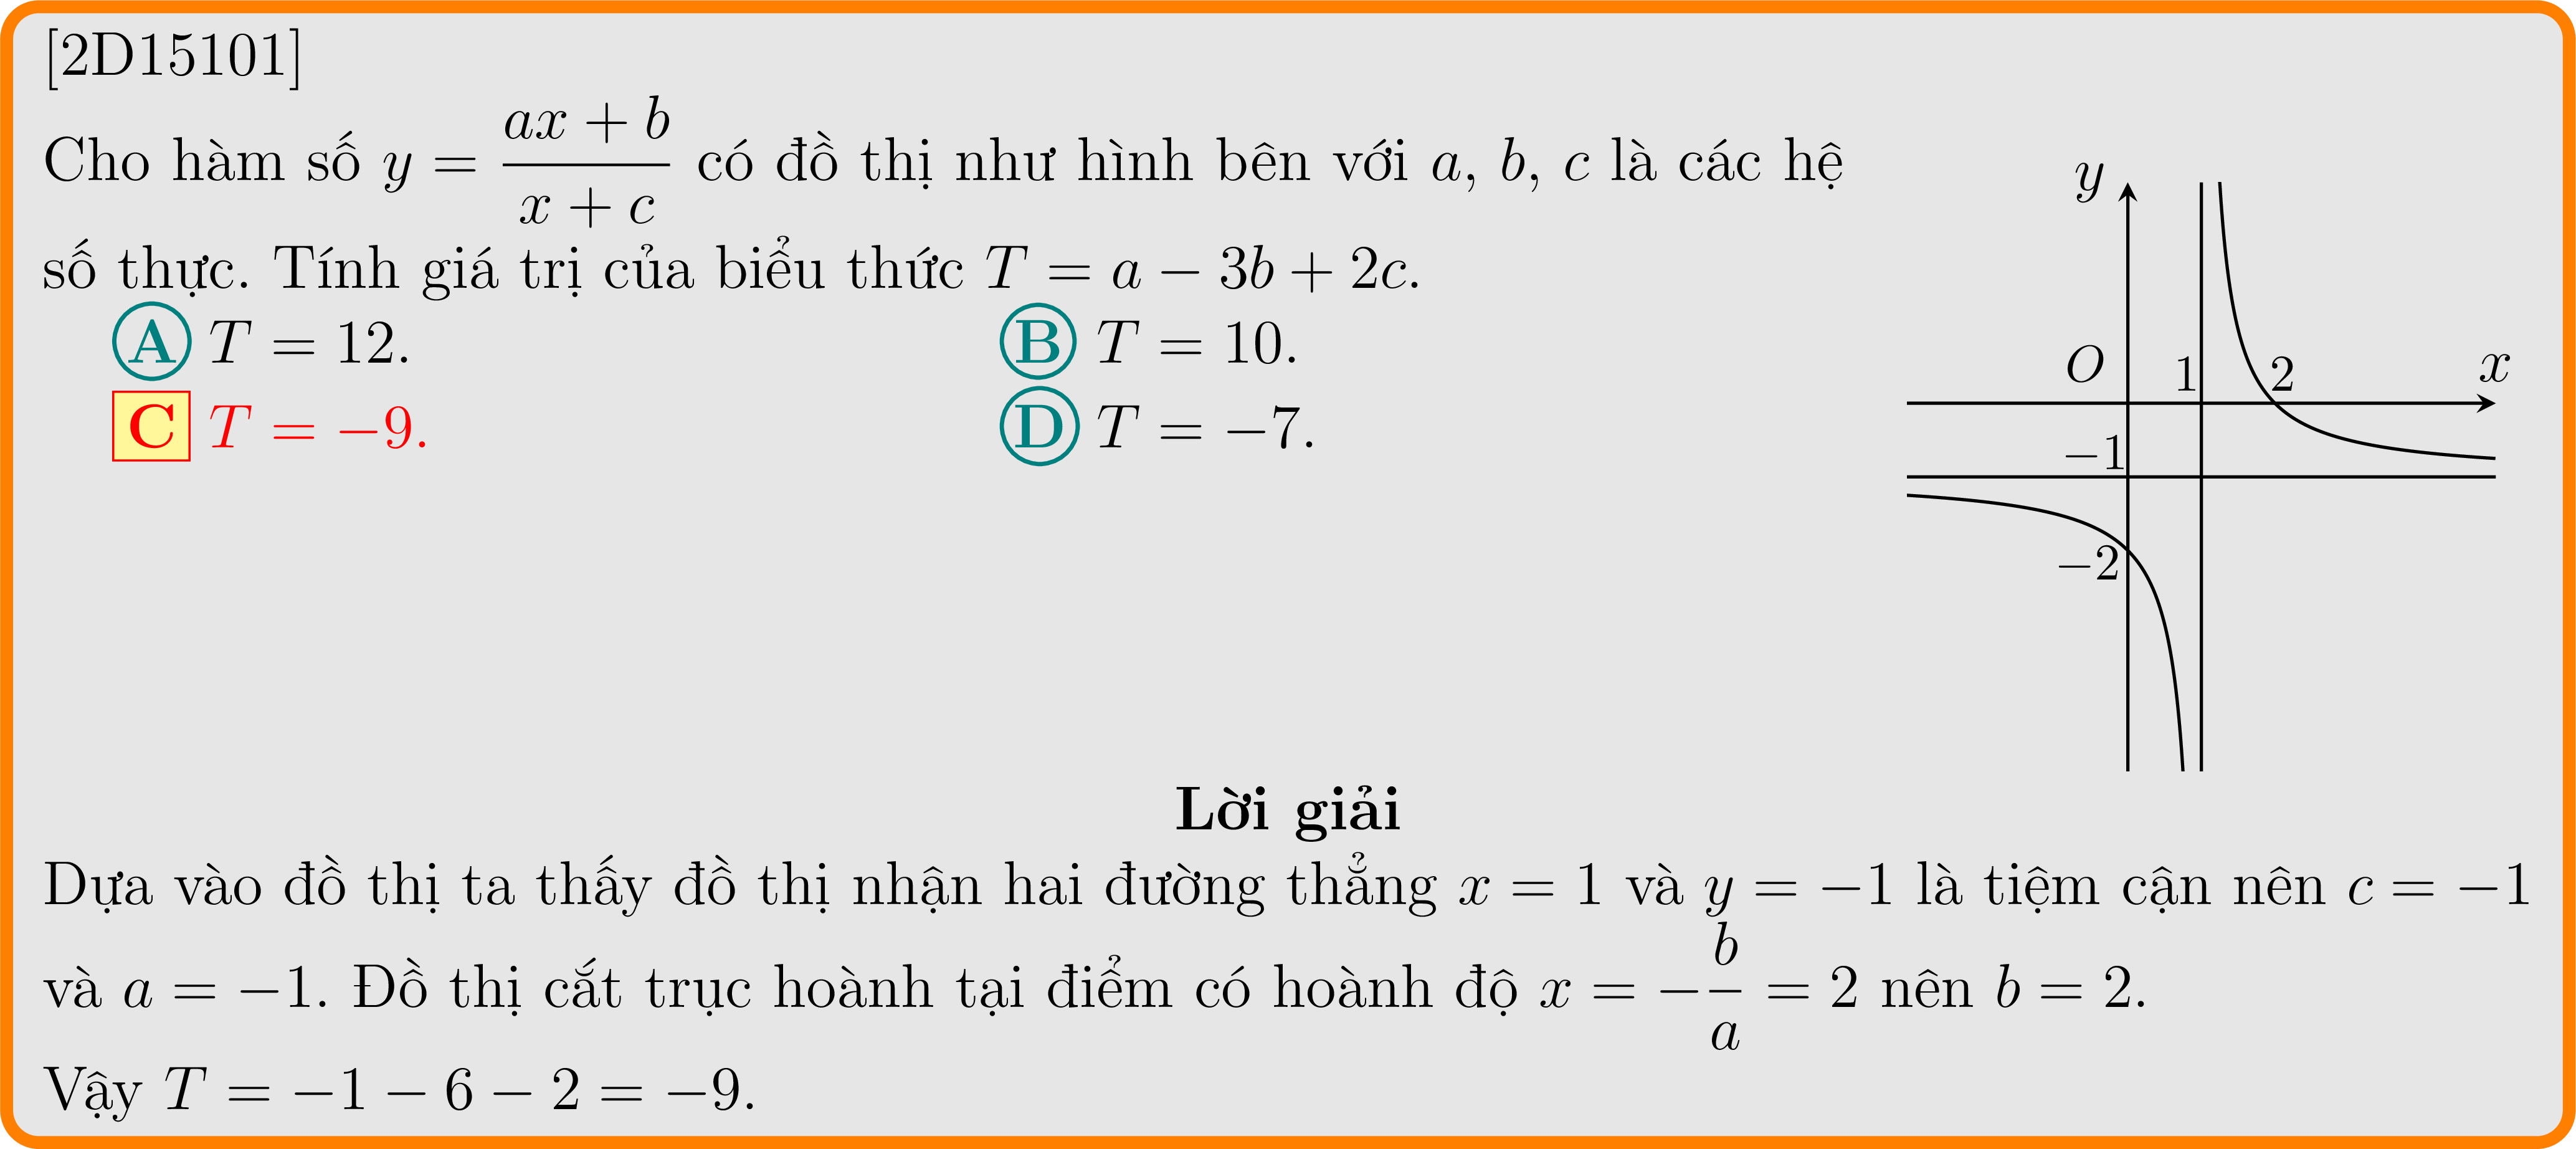 [2D15101]
Cho hàm số $y = \dfrac{ax + b}{x + c}$ có đồ thị như hình bên với $a$, $b$, $c$ là các hệ
số thực. Tính giá trị của biểu thức $T = a - 3b + 2c$.
A $T = 12$. B $T = 10$.
C $T = -9$. D $T = -7$.
y
O 1 2 x
−1
−2
Lời giải
Dựa vào đồ thị ta thấy đồ thị nhận hai đường thẳng $x = 1$ và $y = -1$ là tiệm cận nên $c = -1$
và $a = -1$. Đồ thị cắt trục hoành tại điểm có hoành độ $x = -\dfrac{b}{a} = 2$ nên $b = 2$.
Vậy $T = -1 - 6 - 2 = -9$.